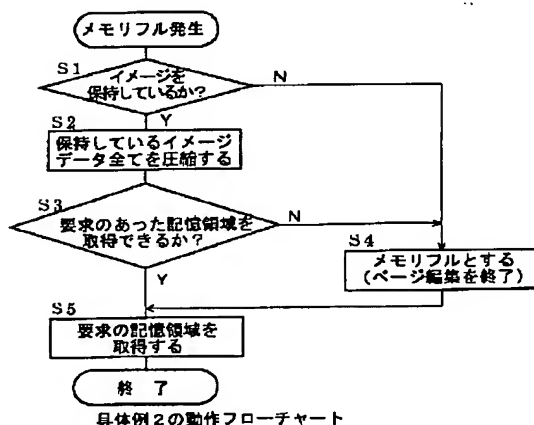 メモリフル発生
S1
イメージを
保持しているか?
N
Y
S2
保持しているイメージ
データ全てを圧縮する
S3
要求のあった記憶領域を
取得できるか?
N
Y
S4
メモリフルとする
(ページ編集を終了)
S5
要求の記憶領域を
取得する
終 了
具体例2の動作フローチャート